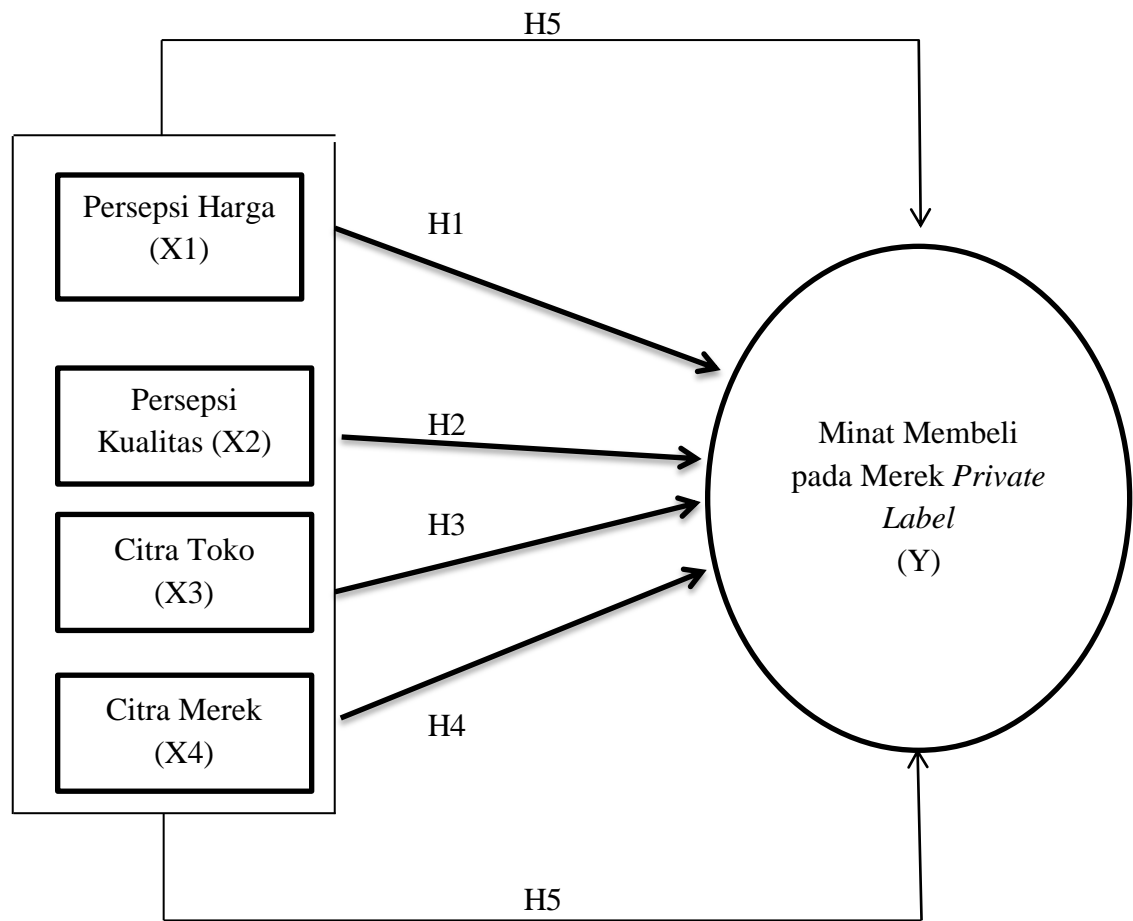 H5
Persepsi Harga
(X1)
H1
Persepsi
Kualitas (X2)
H2
Citra Toko
(X3)
H3
Citra Merek
(X4)
H4
Minat Membeli
pada Merek Private
Label
(Y)
H5